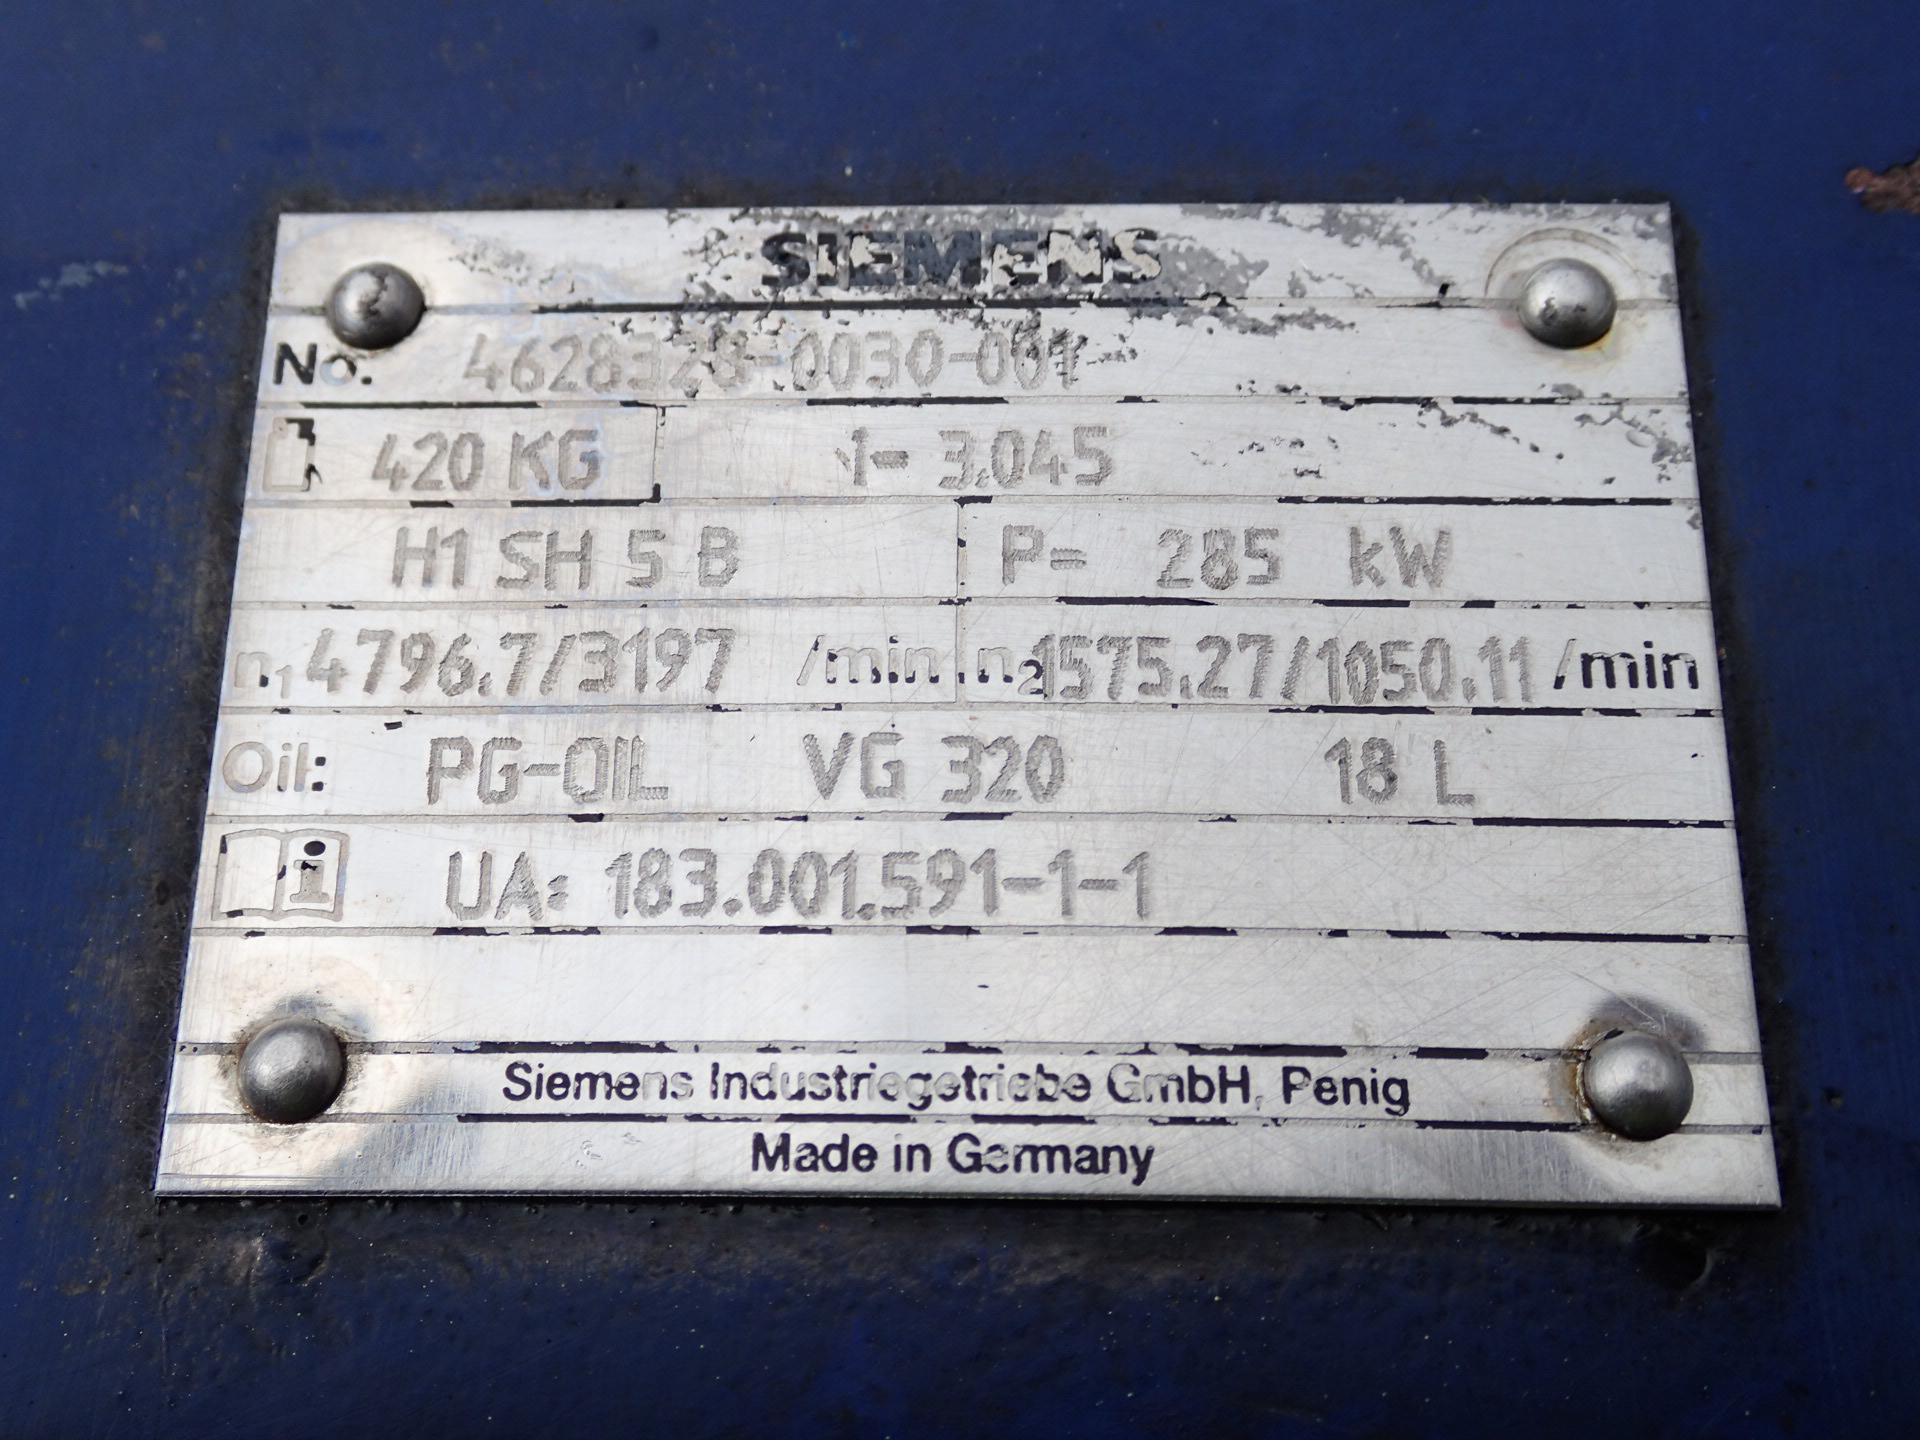 SIEMENS
No. 4628328-0030-001
420 KG i= 3.045
H1 SH 5 B P= 285 kW
n1 4796.7/3197 /min n2 1575.27/1050.11 /min
Oil: PG-OIL VG 320 18 L
i UA: 183.001.591-1-1
Siemens Industriegetriebe GmbH, Penig
Made in Germany